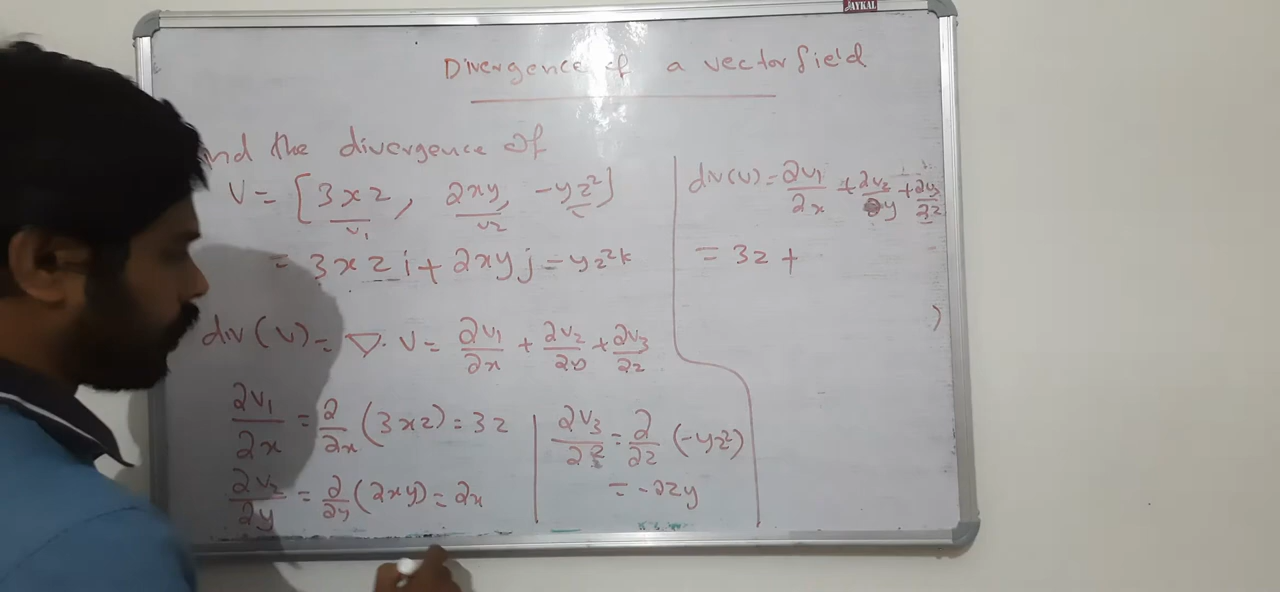 JAYKAL
Divergence of a vector field
nd the divergence of
V = [3xz, 2xy, -yz²]
v₁ v₂
= 3xz i + 2xy j - yz² k
div(v) = ∇. V = ∂v₁/∂x + ∂v₂/∂y + ∂v₃/∂z
∂v₁/∂x = ∂/∂x (3xz) = 3z
∂v₂/∂y = ∂/∂y (2xy) = 2x
∂v₃/∂z = ∂/∂z (-yz²)
= -2zy
div(v) = ∂v₁/∂x + ∂v₂/∂y + ∂v₃/∂z
= 3z +